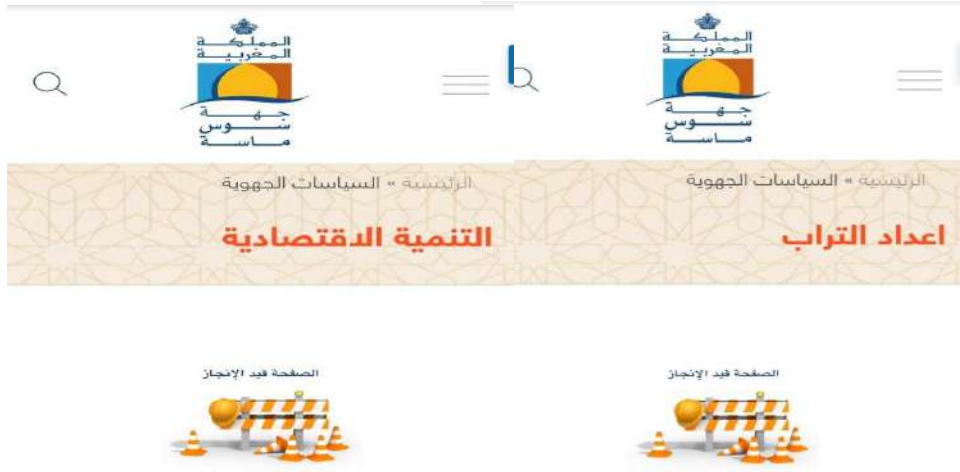 المملكة
المغربية
جهة
سوس
ماسة
الرئيسية » السياسات الجهوية
اعداد التراب
الصفحة قيد الإنجاز
المملكة
المغربية
جهة
سوس
ماسة
الرئيسية » السياسات الجهوية
التنمية الاقتصادية
الصفحة قيد الإنجاز